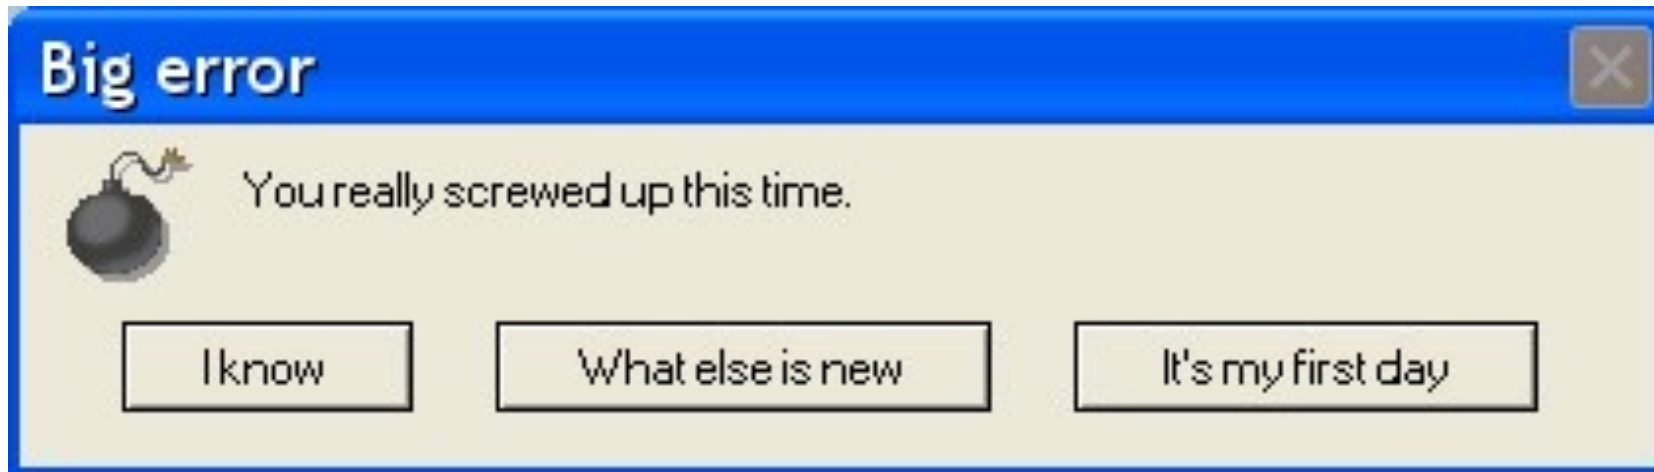 Big error
You really screwed up this time.
I know What else is new It's my first day